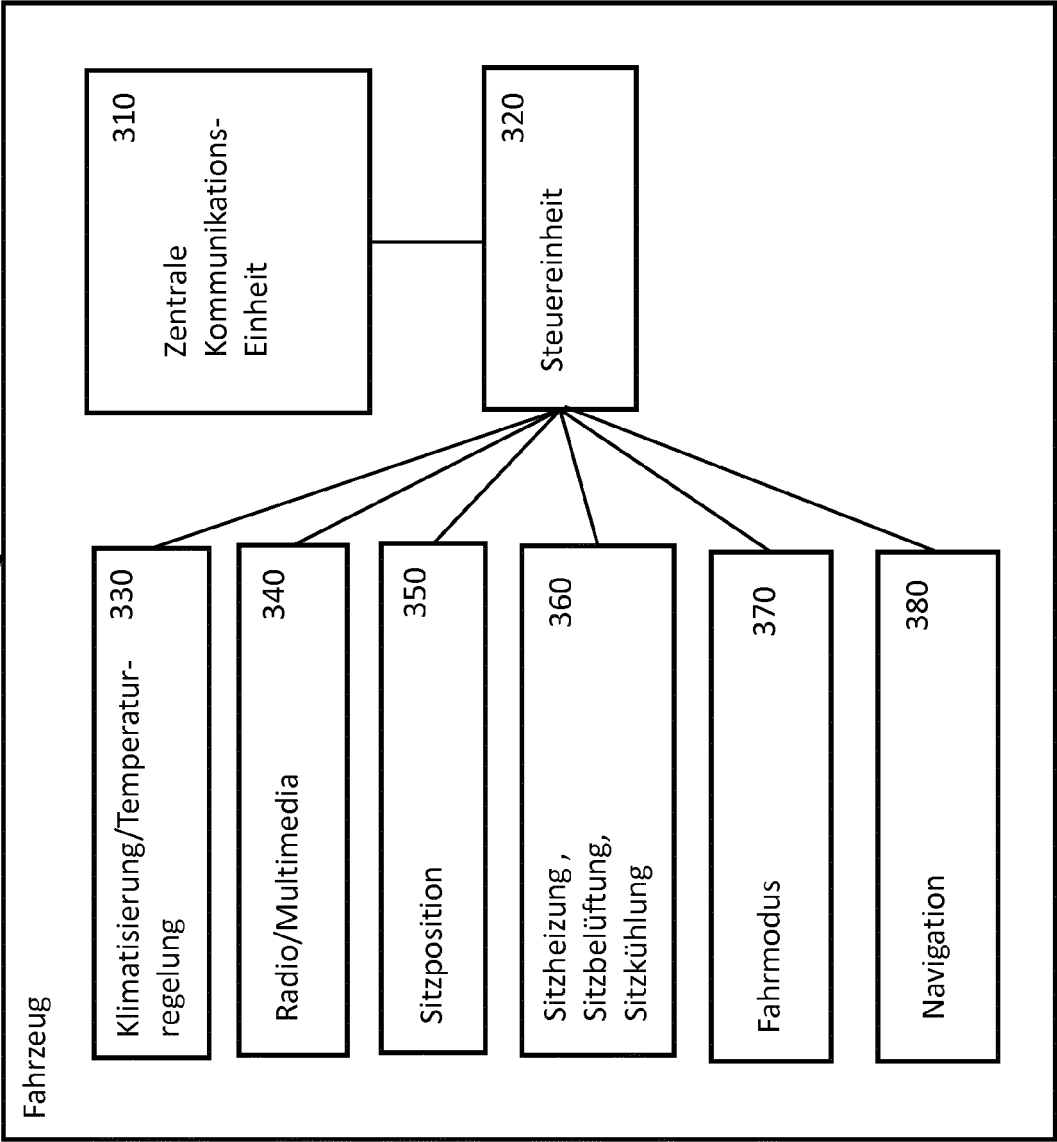 Fahrzeug
Klimatisierung/Temperatur-
regelung
330
Radio/Multimedia
340
Sitzposition
350
Sitzheizung ,
Sitzbelüftung,
Sitzkühlung
360
Fahrmodus
370
Navigation
380
Zentrale
Kommunikations-
Einheit
310
Steuereinheit
320